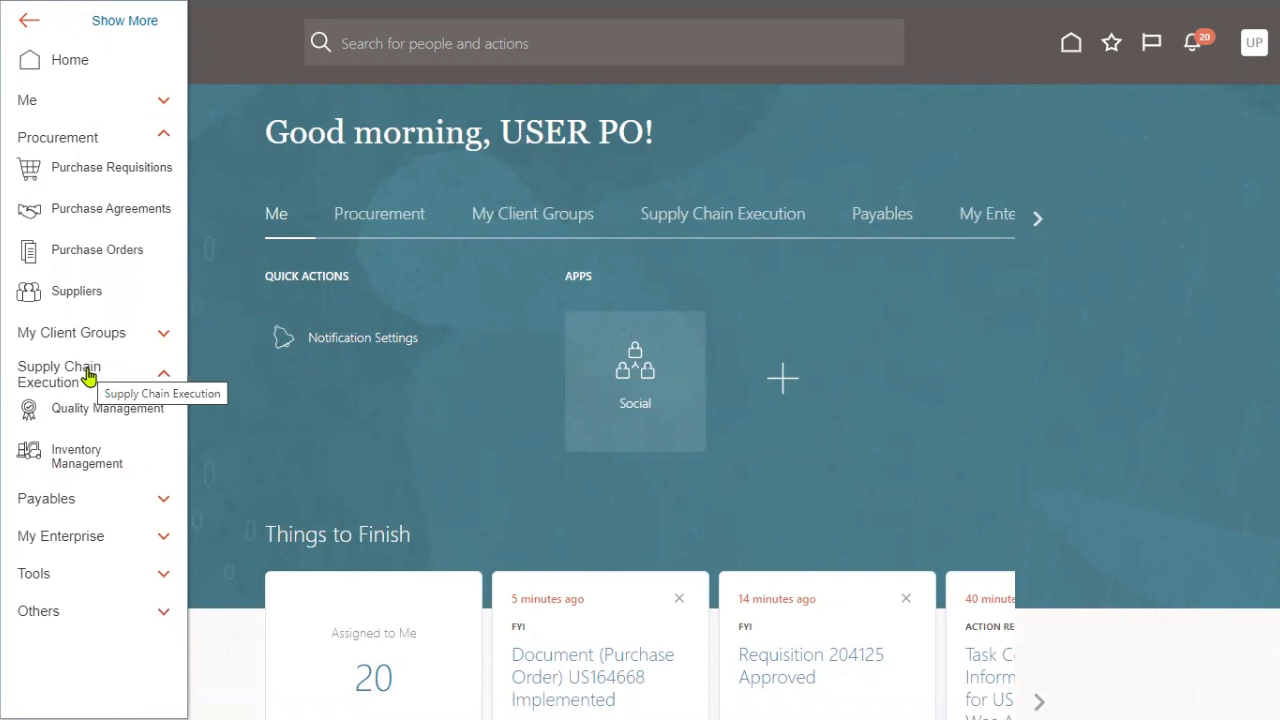 Show More
Home
Me
Procurement
Purchase Requisitions
Purchase Agreements
Purchase Orders
Suppliers
My Client Groups
Supply Chain
Execution
Supply Chain Execution
Quality Management
Inventory
Management
Payables
My Enterprise
Tools
Others
Search for people and actions
20
UP
Good morning, USER PO!
Me
Procurement
My Client Groups
Supply Chain Execution
Payables
My Ente
QUICK ACTIONS
APPS
Notification Settings
Social
Things to Finish
Assigned to Me
20
5 minutes ago
FYI
Document (Purchase
Order) US164668
Implemented
14 minutes ago
FYI
Requisition 204125
Approved
40 minute
ACTION RE
Task C
Inform
for US
Was A